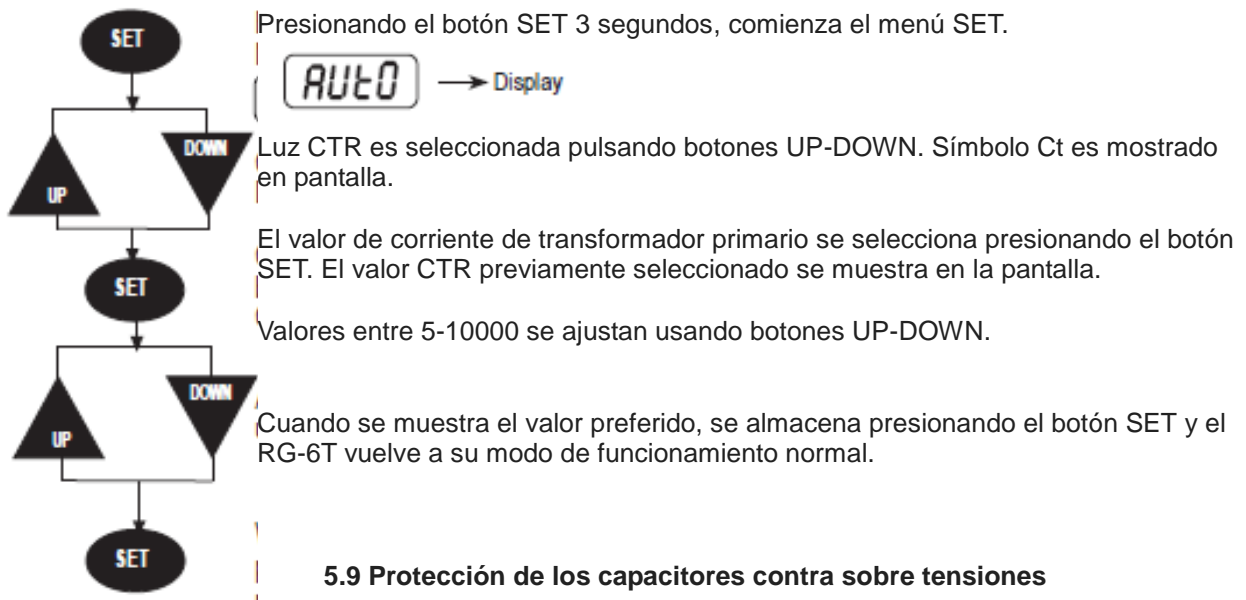 SET
Presionando el botón SET 3 segundos, comienza el menú SET.
AUtO
Display
UP
DOWN
Luz CTR es seleccionada pulsando botones UP-DOWN. Símbolo Ct es mostrado
en pantalla.
SET
El valor de corriente de transformador primario se selecciona presionando el botón
SET. El valor CTR previamente seleccionado se muestra en la pantalla.
Valores entre 5-10000 se ajustan usando botones UP-DOWN.
UP
DOWN
Cuando se muestra el valor preferido, se almacena presionando el botón SET y el
RG-6T vuelve a su modo de funcionamiento normal.
SET
5.9 Protección de los capacitores contra sobre tensiones